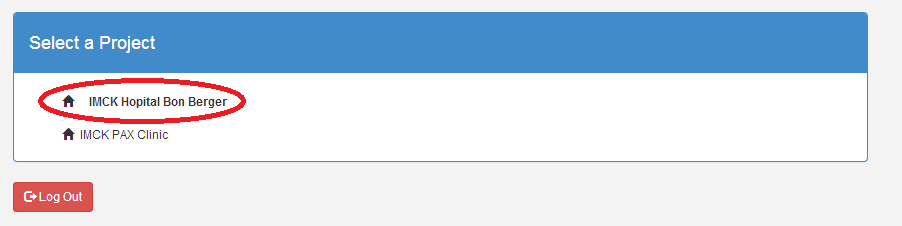 Select a Project
IMCK Hopital Bon Berger
IMCK PAX Clinic
Log Out